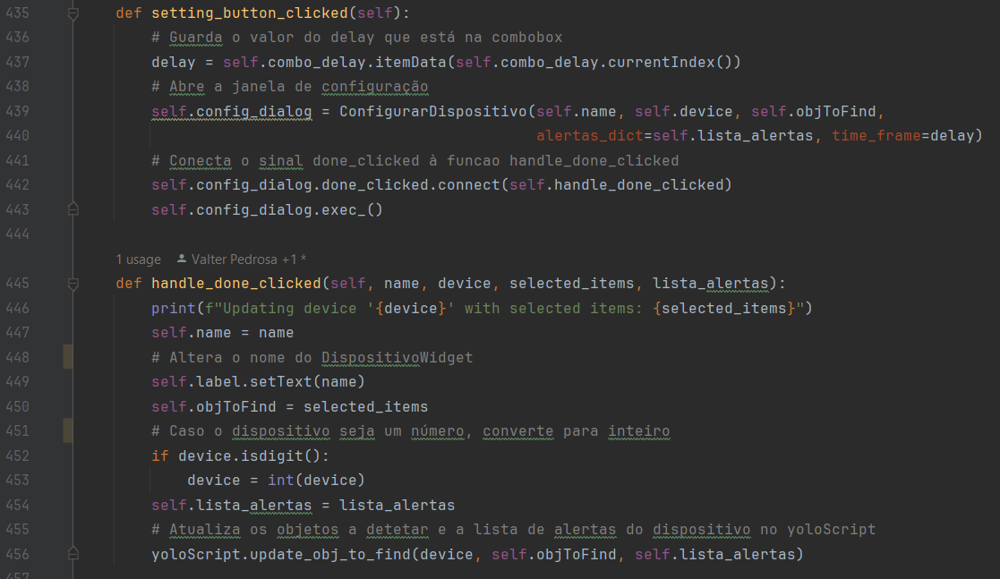 435 def setting_button_clicked(self):
436 # Guarda o valor do delay que está na combobox
437 delay = self.combo_delay.itemData(self.combo_delay.currentIndex())
438 # Abre a janela de configuração
439 self.config_dialog = ConfigurarDispositivo(self.name, self.device, self.objToFind,
440 alertas_dict=self.lista_alertas, time_frame=delay)
441 # Conecta o sinal done_clicked à funcao handle_done_clicked
442 self.config_dialog.done_clicked.connect(self.handle_done_clicked)
443 self.config_dialog.exec_()
444
1 usage Valter Pedrosa +1 *
445 def handle_done_clicked(self, name, device, selected_items, lista_alertas):
446 print(f"Updating device '{device}' with selected items: {selected_items}")
447 self.name = name
448 # Altera o nome do DispositivoWidget
449 self.label.setText(name)
450 self.objToFind = selected_items
451 # Caso o dispositivo seja um número, converte para inteiro
452 if device.isdigit():
453 device = int(device)
454 self.lista_alertas = lista_alertas
455 # Atualiza os objetos a detetar e a lista de alertas do dispositivo no yoloScript
456 yoloScript.update_obj_to_find(device, self.objToFind, self.lista_alertas)
457